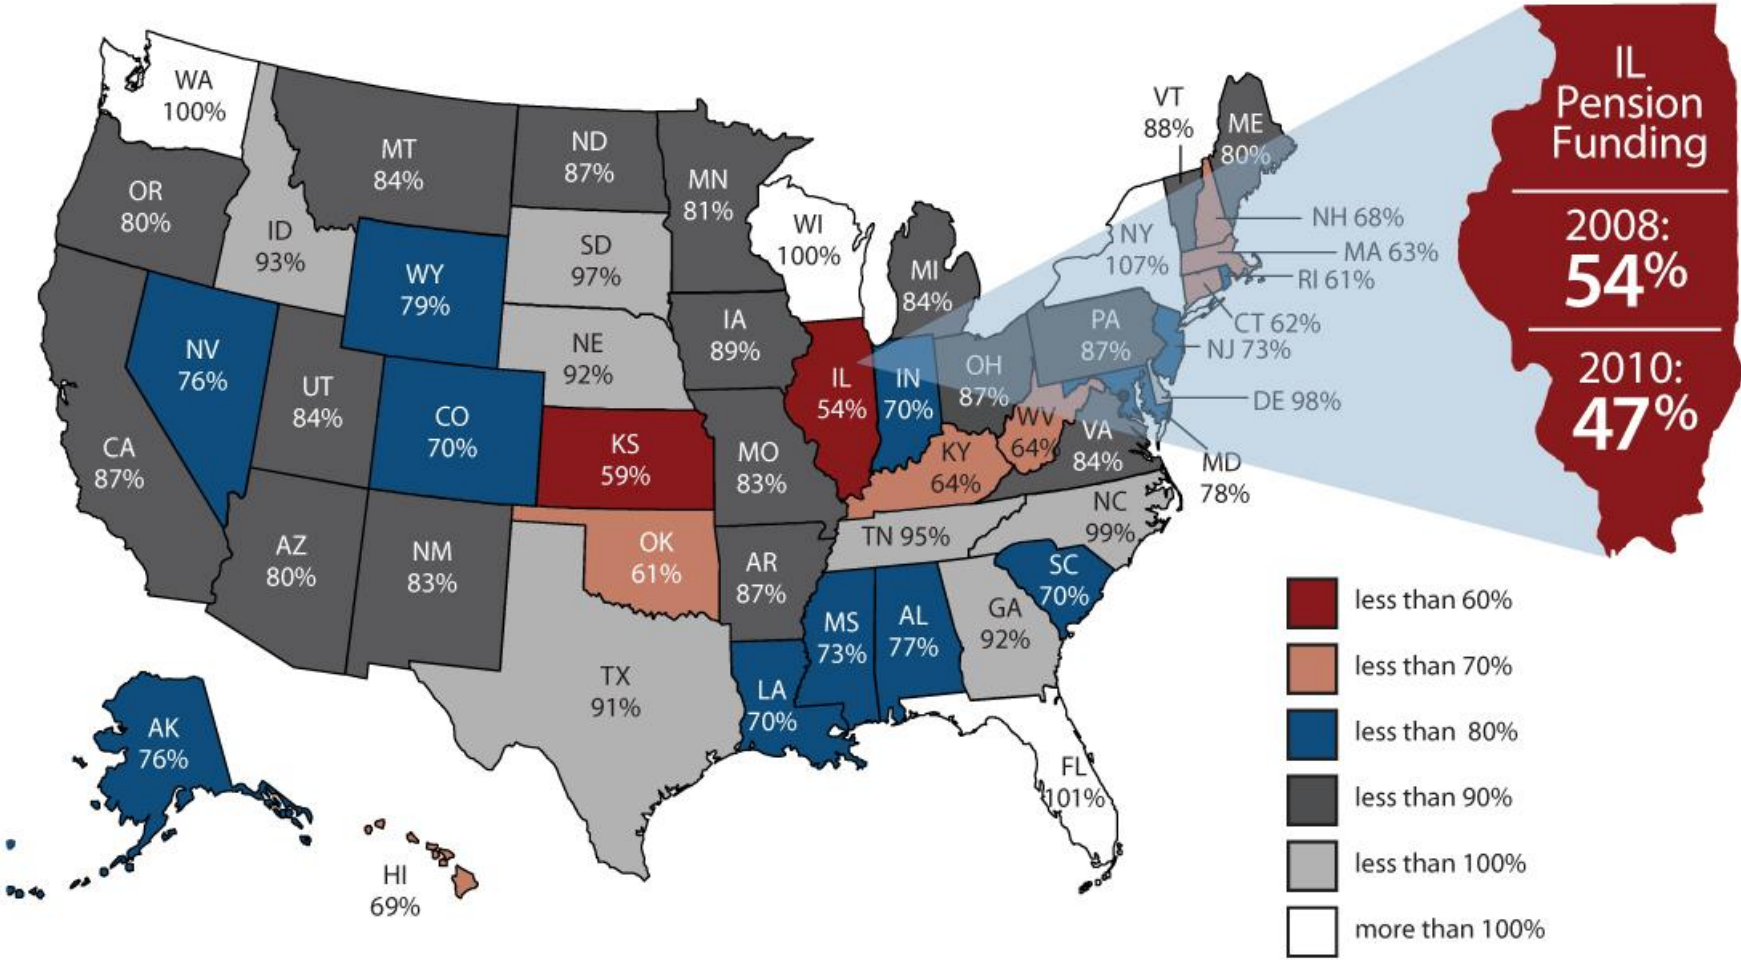 WA
100%
OR
80%
MT
84%
ID
93%
ND
87%
MN
81%
SD
97%
WY
79%
WI
100%
MI
84%
NV
76%
UT
84%
CO
70%
NE
92%
IA
89%
CA
87%
KS
59%
MO
83%
IL
54%
IN
70%
OH
87%
PA
87%
NY
107%
VT
88%
ME
80%
NH 68%
MA 63%
RI 61%
CT 62%
NJ 73%
DE 98%
MD
78%
WV
64%
VA
84%
KY
64%
TN 95%
NC
99%
AZ
80%
NM
83%
OK
61%
AR
87%
SC
70%
MS
73%
AL
77%
GA
92%
TX
91%
LA
70%
FL
101%
AK
76%
HI
69%
IL
Pension
Funding
2008:
54%
2010:
47%
less than 60%
less than 70%
less than 80%
less than 90%
less than 100%
more than 100%